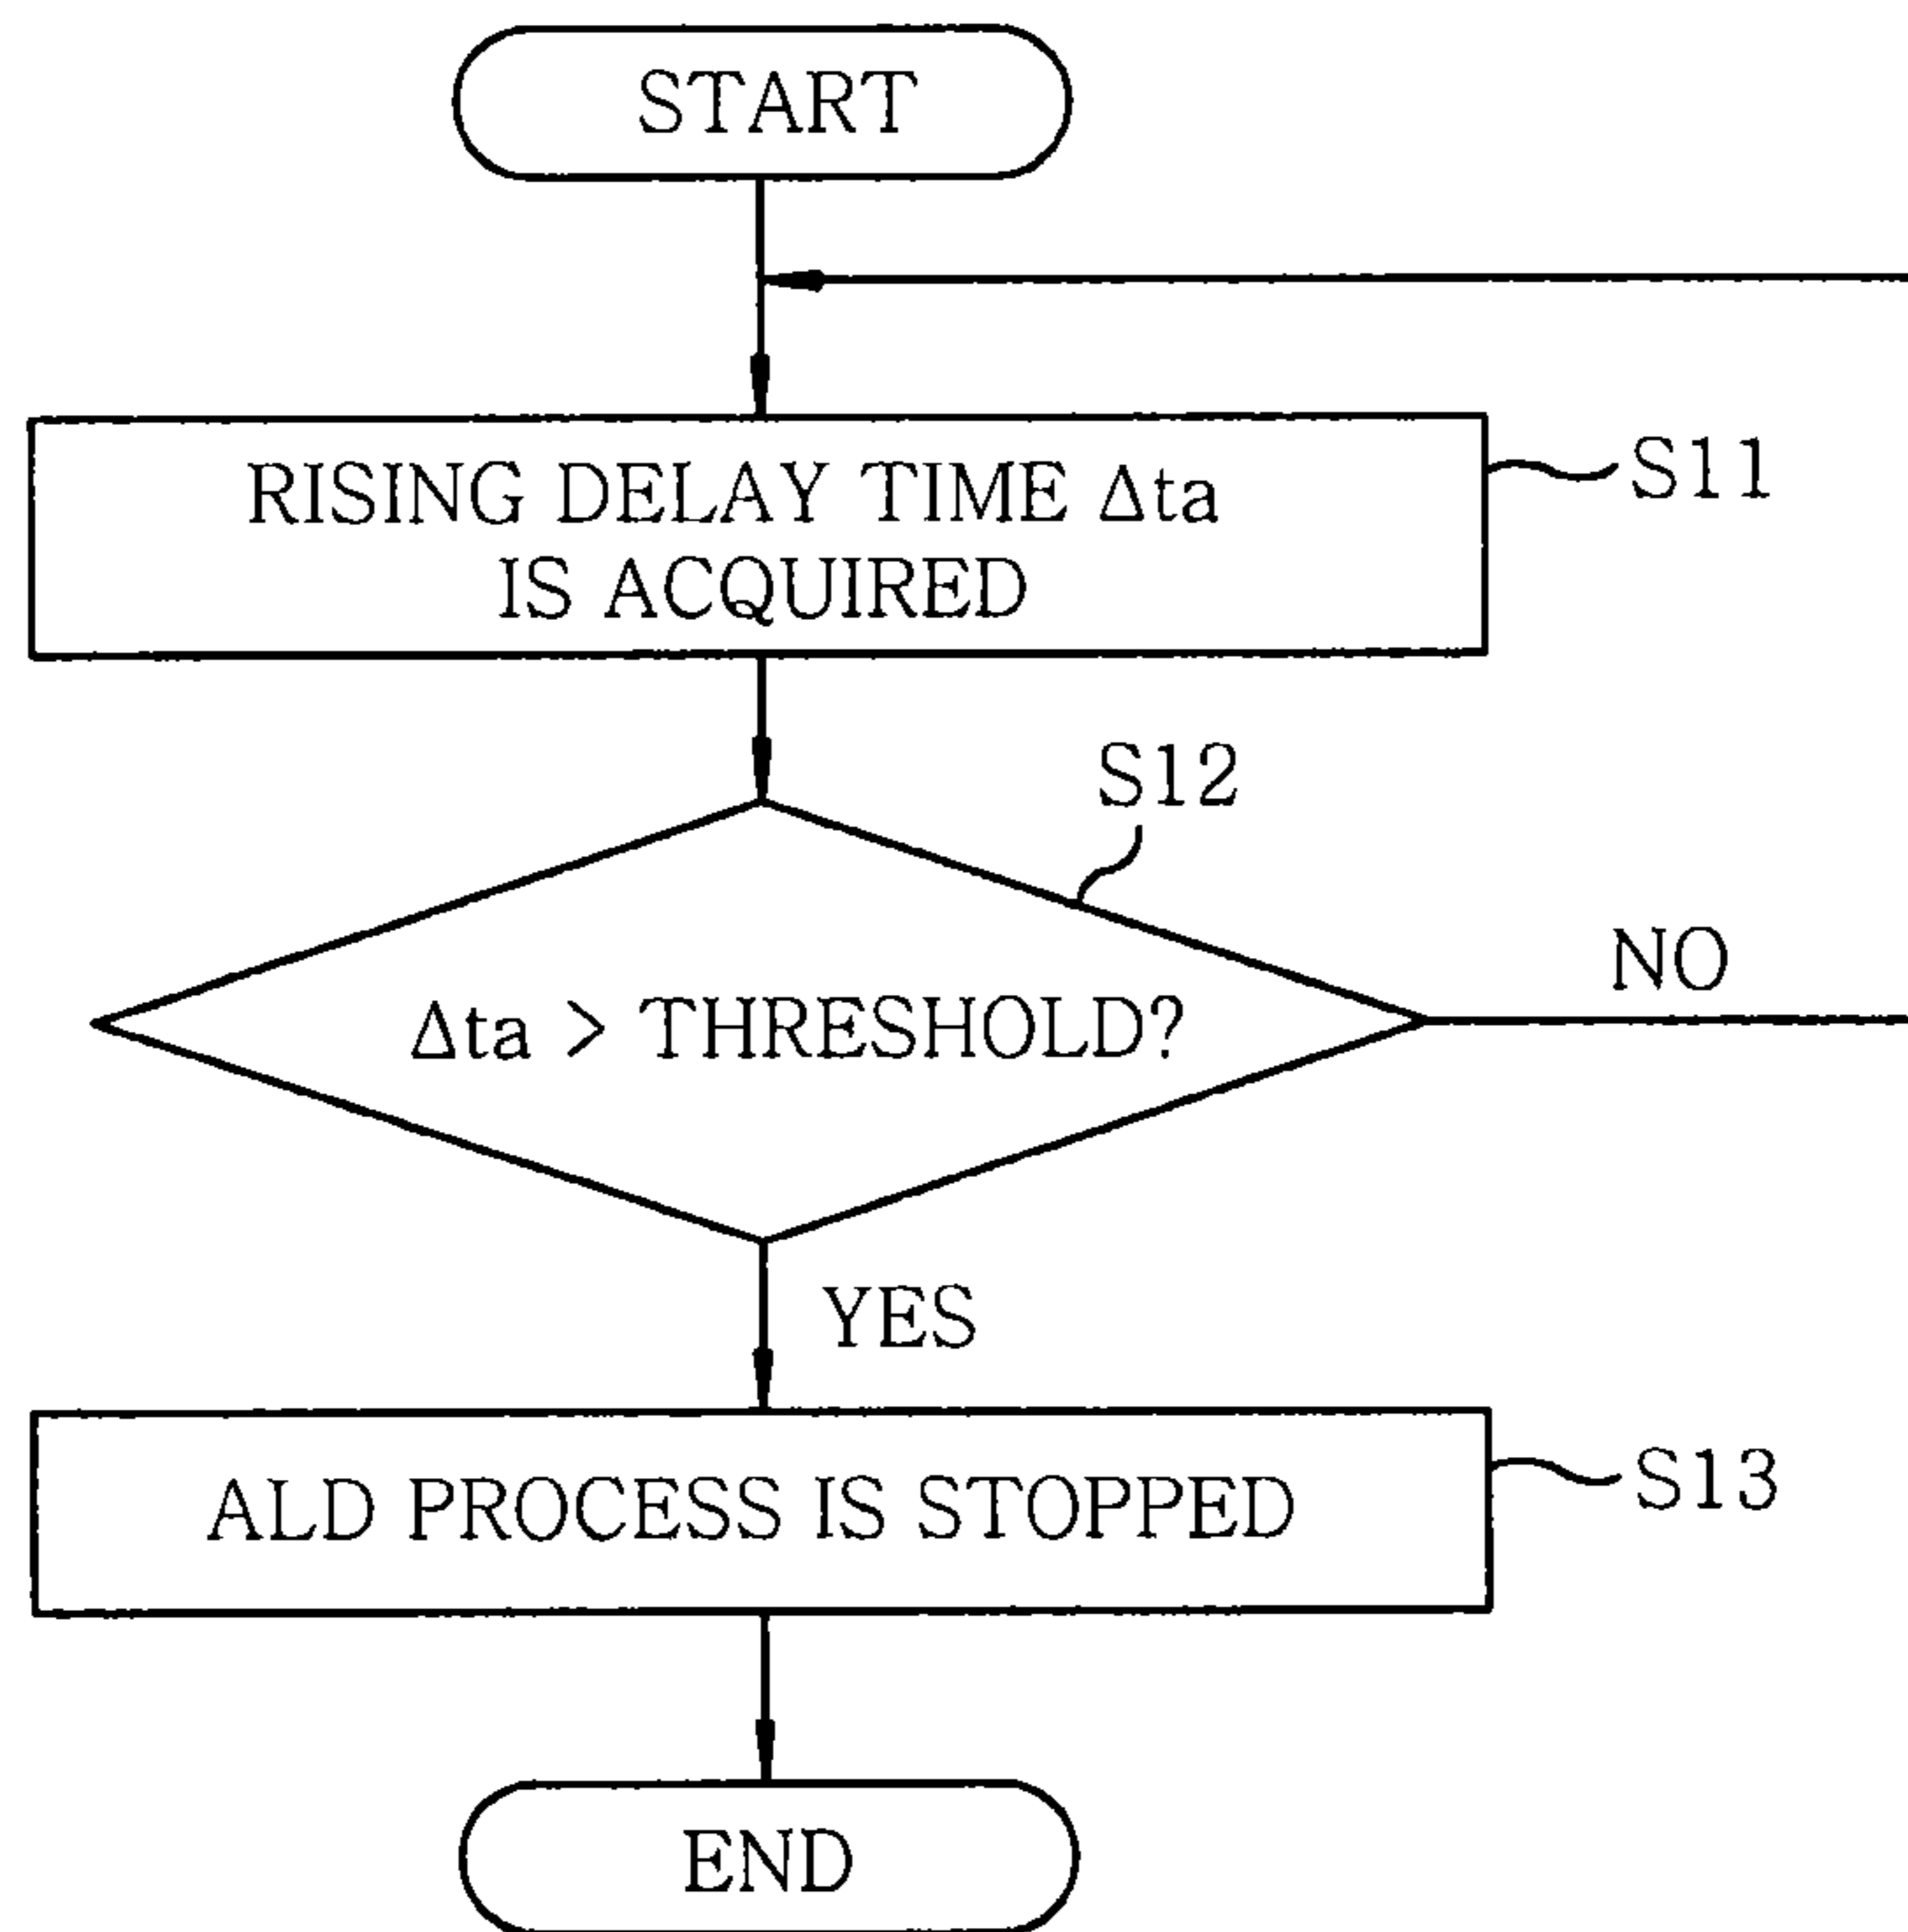 START
RISING DELAY TIME Δta
IS ACQUIRED
S11
S12
Δta > THRESHOLD?
NO
YES
ALD PROCESS IS STOPPED
S13
END